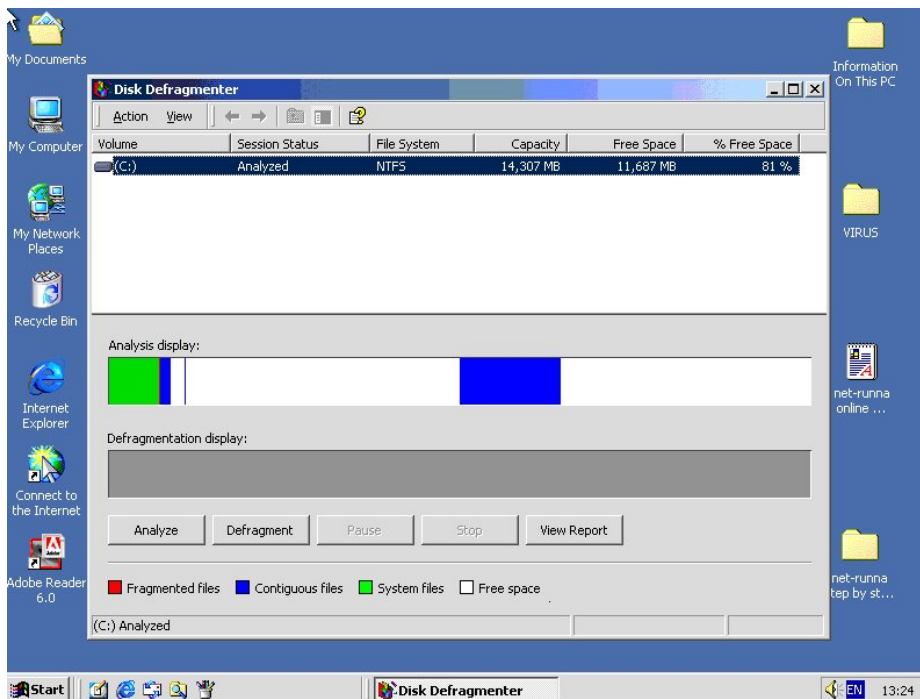 My Documents
My Computer
My Network
Places
Recycle Bin
Internet
Explorer
Connect to
the Internet
Adobe Reader
6.0
Disk Defragmenter
Action View
Volume Session Status File System Capacity Free Space % Free Space
(C:) Analyzed NTFS 14,307 MB 11,687 MB 81 %
Analysis display:
Defragmentation display:
Analyze Defragment Pause Stop View Report
Fragmented files Contiguous files System files Free space
(C:) Analyzed
Information
On This PC
VIRUS
net-runna
online ...
net-runna
tep by st...
Start Disk Defragmenter EN 13:24